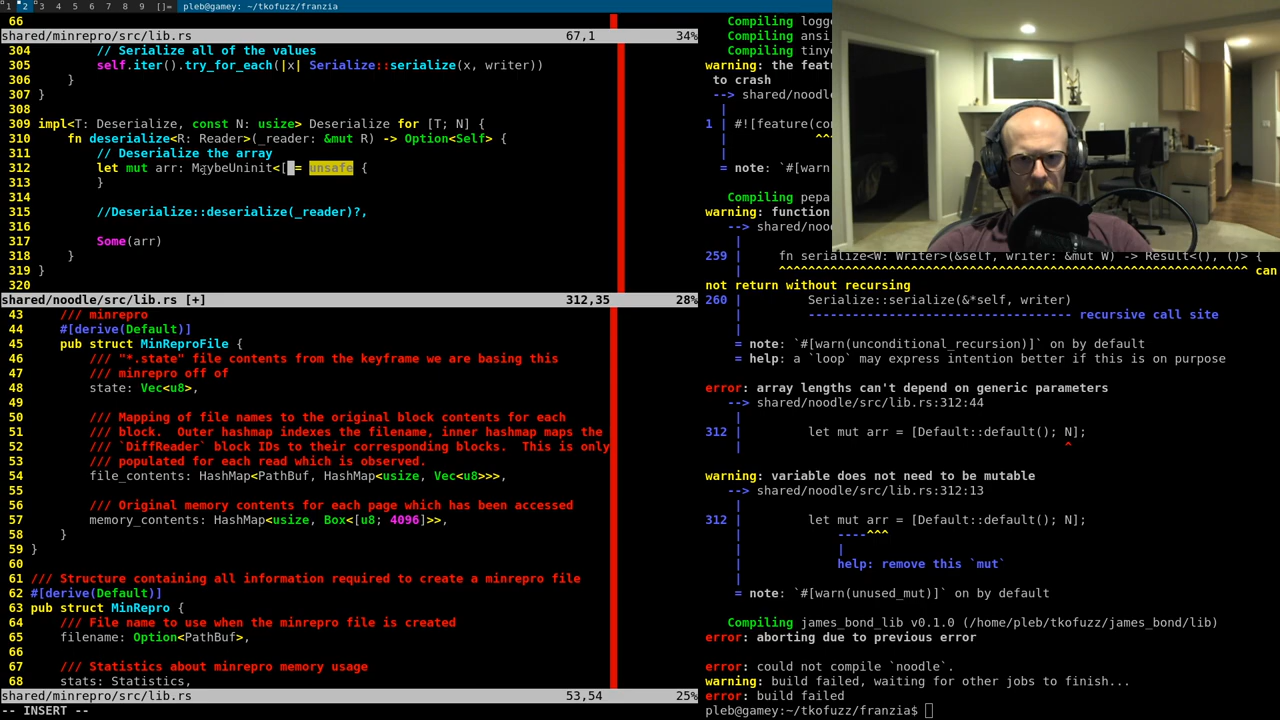 1 2 3 4 5 6 7 8 9 []= pleb@gamey: ~/tkofuzz/franzia
66
shared/minrepro/src/lib.rs 67,1 34%
304 // Serialize all of the values
305 self.iter().try_for_each(|x| Serialize::serialize(x, writer))
306 }
307 }
308
309 impl<T: Deserialize, const N: usize> Deserialize for [T; N] {
310 fn deserialize<R: Reader>(_reader: &mut R) -> Option<Self> {
311 // Deserialize the array
312 let mut arr: MaybeUninit<[ = unsafe {
313 }
314
315 //Deserialize::deserialize(_reader)?,
316
317 Some(arr)
318 }
319 }
320
shared/noodle/src/lib.rs [+] 312,35 28%
43 /// minrepro
44 #[derive(Default)]
45 pub struct MinReproFile {
46 /// "*.state" file contents from the keyframe we are basing this
47 /// minrepro off of
48 state: Vec<u8>,
49
50 /// Mapping of file names to the original block contents for each
51 /// block.  Outer hashmap indexes the filename, inner hashmap maps the
52 /// `DiffReader` block IDs to their corresponding blocks.  This is only
53 /// populated for each read which is observed.
54 file_contents: HashMap<PathBuf, HashMap<usize, Vec<u8>>>,
55
56 /// Original memory contents for each page which has been accessed
57 memory_contents: HashMap<usize, Box<[u8; 4096]>>,
58 }
59 }
60
61 /// Structure containing all information required to create a minrepro file
62 #[derive(Default)]
63 pub struct MinRepro {
64 /// File name to use when the minrepro file is created
65 filename: Option<PathBuf>,
66
67 /// Statistics about minrepro memory usage
68 stats: Statistics,
shared/minrepro/src/lib.rs 53,54 25%
-- INSERT --
Compiling logg
Compiling ansi
Compiling tiny
warning: the feat
to crash
--> shared/noodl
|
1 | #![feature(co
| ^^
|
= note: `#[warn
Compiling pepa
warning: function
--> shared/noo
|
259 | fn serialize<W: Writer>(&self, writer: &mut W) -> Result<(), ()> {
| ^^^^^^^^^^^^^^^^^^^^^^^^^^^^^^^^^^^^^^^^^^^^^^^^^^^^^^^^^^^^^^^^ can
not return without recursing
260 | Serialize::serialize(&*self, writer)
| ----------------------------------- recursive call site
|
= note: `#[warn(unconditional_recursion)]` on by default
= help: a `loop` may express intention better if this is on purpose
error: array lengths can't depend on generic parameters
--> shared/noodle/src/lib.rs:312:44
|
312 | let mut arr = [Default::default(); N];
| ^
warning: variable does not need to be mutable
--> shared/noodle/src/lib.rs:312:13
|
312 | let mut arr = [Default::default(); N];
| ----^^^
| |
| help: remove this `mut`
|
= note: `#[warn(unused_mut)]` on by default
Compiling james_bond_lib v0.1.0 (/home/pleb/tkofuzz/james_bond/lib)
error: aborting due to previous error
error: could not compile `noodle`.
warning: build failed, waiting for other jobs to finish...
error: build failed
pleb@gamey:~/tkofuzz/franzia$